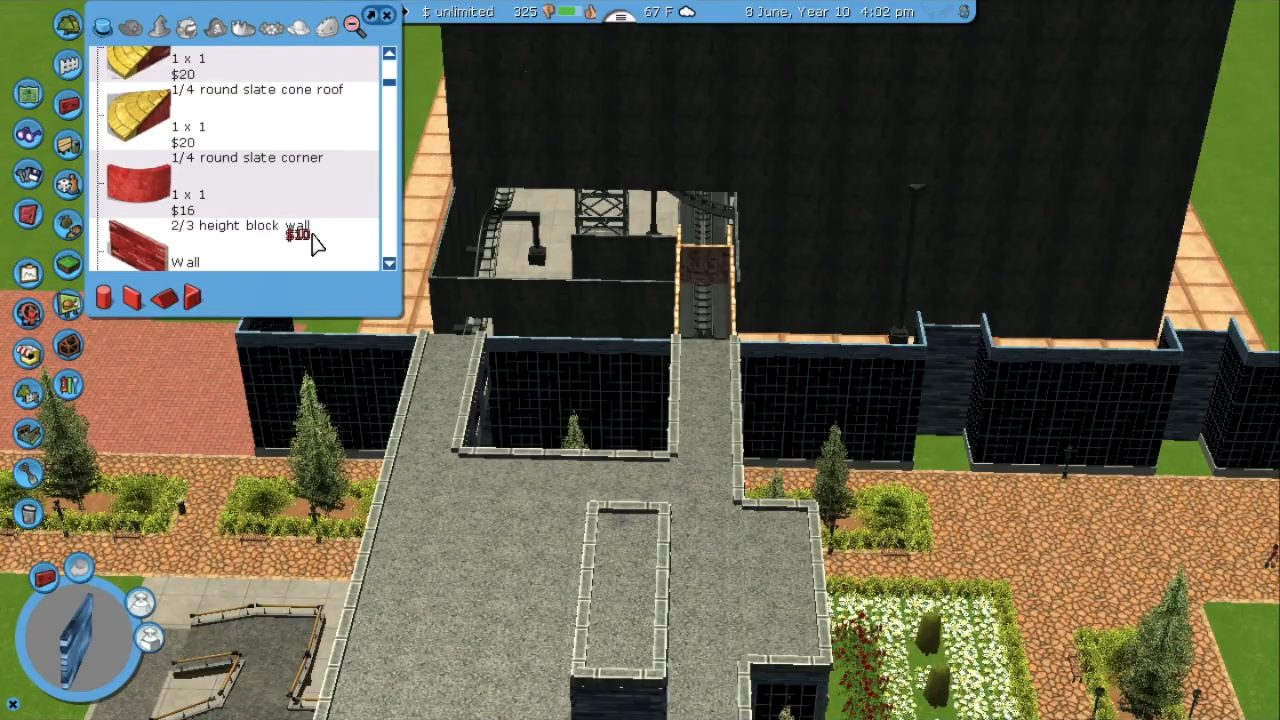 $ unlimited 325 67 F 8 June, Year 10 4:02 pm
1 x 1
$20
1/4 round slate cone roof
1 x 1
$20
1/4 round slate corner
1 x 1
$16
2/3 height block wall
$10
Wall